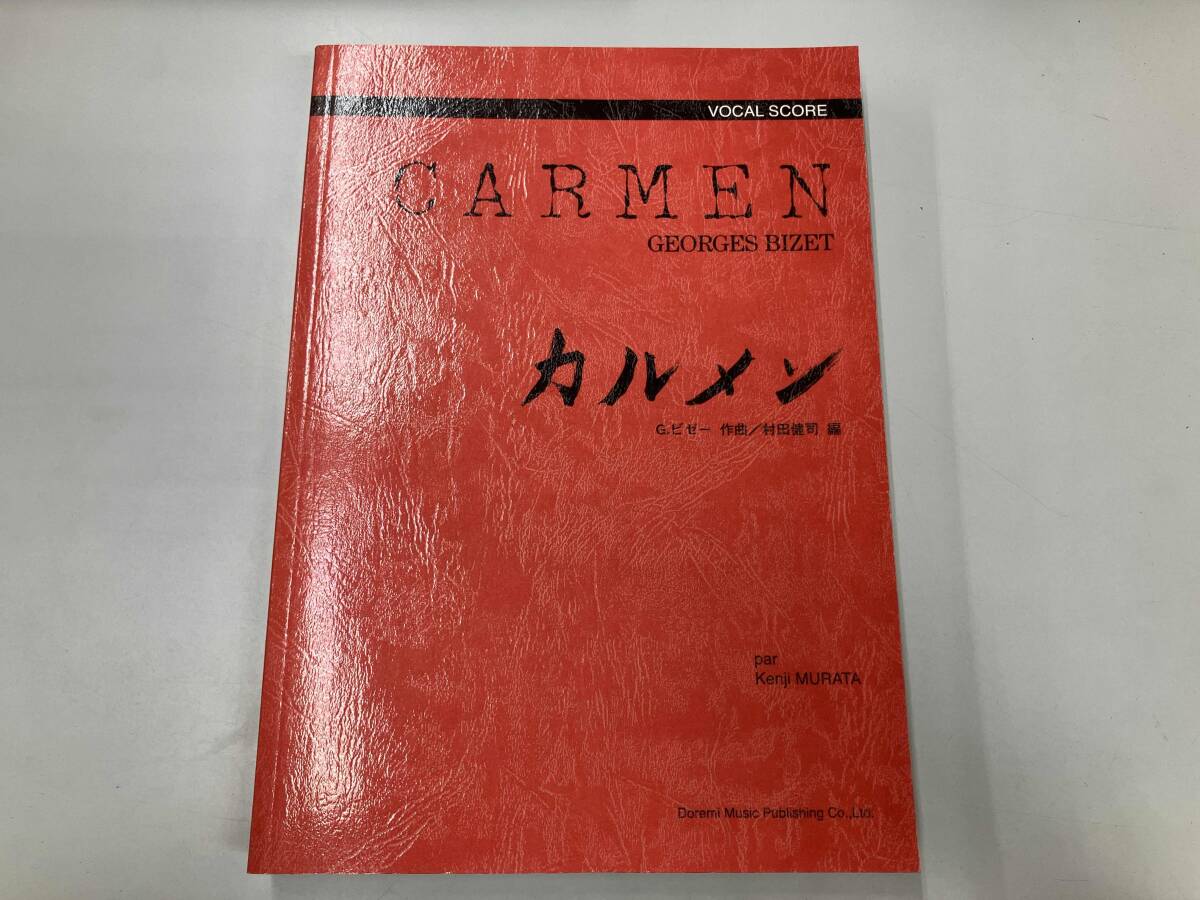 VOCAL SCORE
CARMEN
GEORGES BIZET
カルメン
G.ビゼー 作曲／村田健司 編
par
Kenji MURATA
Doremi Music Publishing Co.,Ltd.